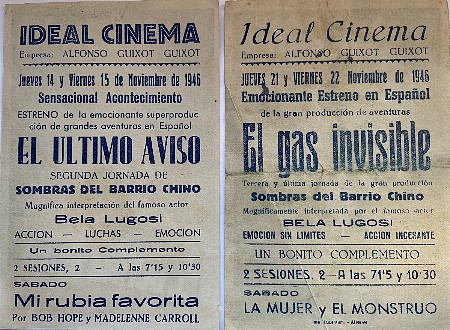 IDEAL CINEMA
Empresa: ALFONSO GUIXOT GUIXOT
Jueves 14 y Viernes 15 de Noviembre de 1946
Sensacional Acontecimiento
ESTRENO de la emocionante superproduc
ción de grandes aventuras en Español
EL ULTIMO AVISO
SEGUNDA JORNADA DE
SOMBRAS DEL BARRIO CHINO
Magnífica interpretación del famoso actor
Bela Lugosi
ACCION - LUCHAS - EMOCION
Un bonito Complemento
2 SESIONES, 2 - A las 7'15 y 10'30
SABADO
Mi rubia favorita
Por BOB HOPE y MADELENNE CARROLL
Ideal Cinema
Empresa: ALFONSO GUIXOT GUIXOT
JUEVES 21 y VIERNES 22 Noviembre de 1946
Emocionante Estreno en Español
de la gran producción de aventuras
El gas invisible
Tercera y última jornada de la gran producción
Sombras del Barrio Chino
Magníficamente interpretada por el famoso actor
BELA LUGOSI
EMOCION SIN LIMITES - ACCION INCESANTE
UN BONITO COMPLEMENTO
2 SESIONES, 2 - A las 71'5 y 10'30
SABADO
LA MUJER y EL MONSTRUO